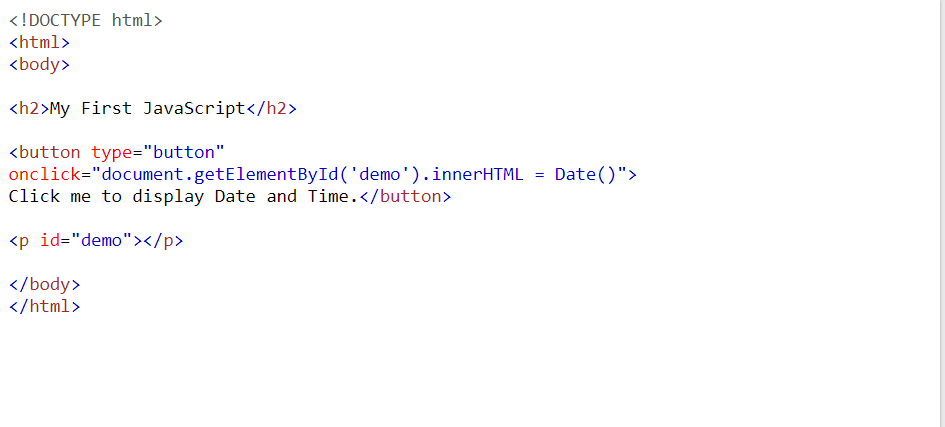 <!DOCTYPE html>
<html>
<body>
<h2>My First JavaScript</h2>
<button type="button"
onclick="document.getElementById('demo').innerHTML = Date()">
Click me to display Date and Time.</button>
<p id="demo"></p>
</body>
</html>